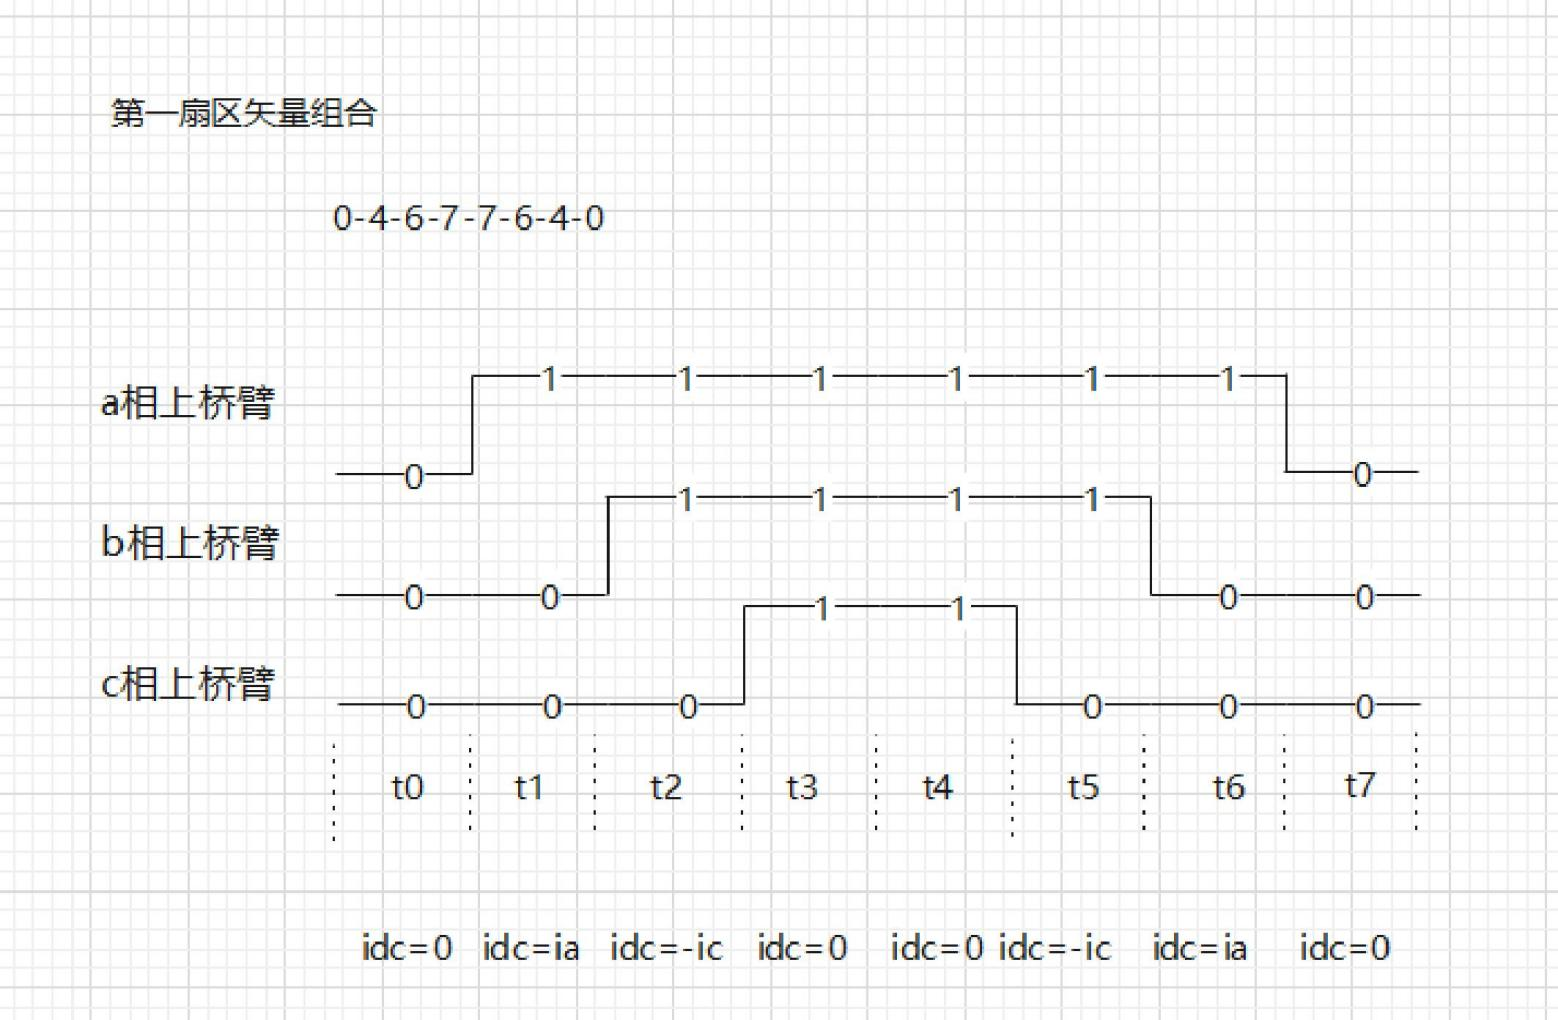 第一扇区矢量组合
0-4-6-7-7-6-4-0
a相上桥臂
0 1 1 1 1 1 1 0
b相上桥臂
0 0 1 1 1 1 0 0
c相上桥臂
0 0 0 1 1 0 0 0
t0 t1 t2 t3 t4 t5 t6 t7
idc=0 idc=ia idc=-ic idc=0 idc=0 idc=-ic idc=ia idc=0